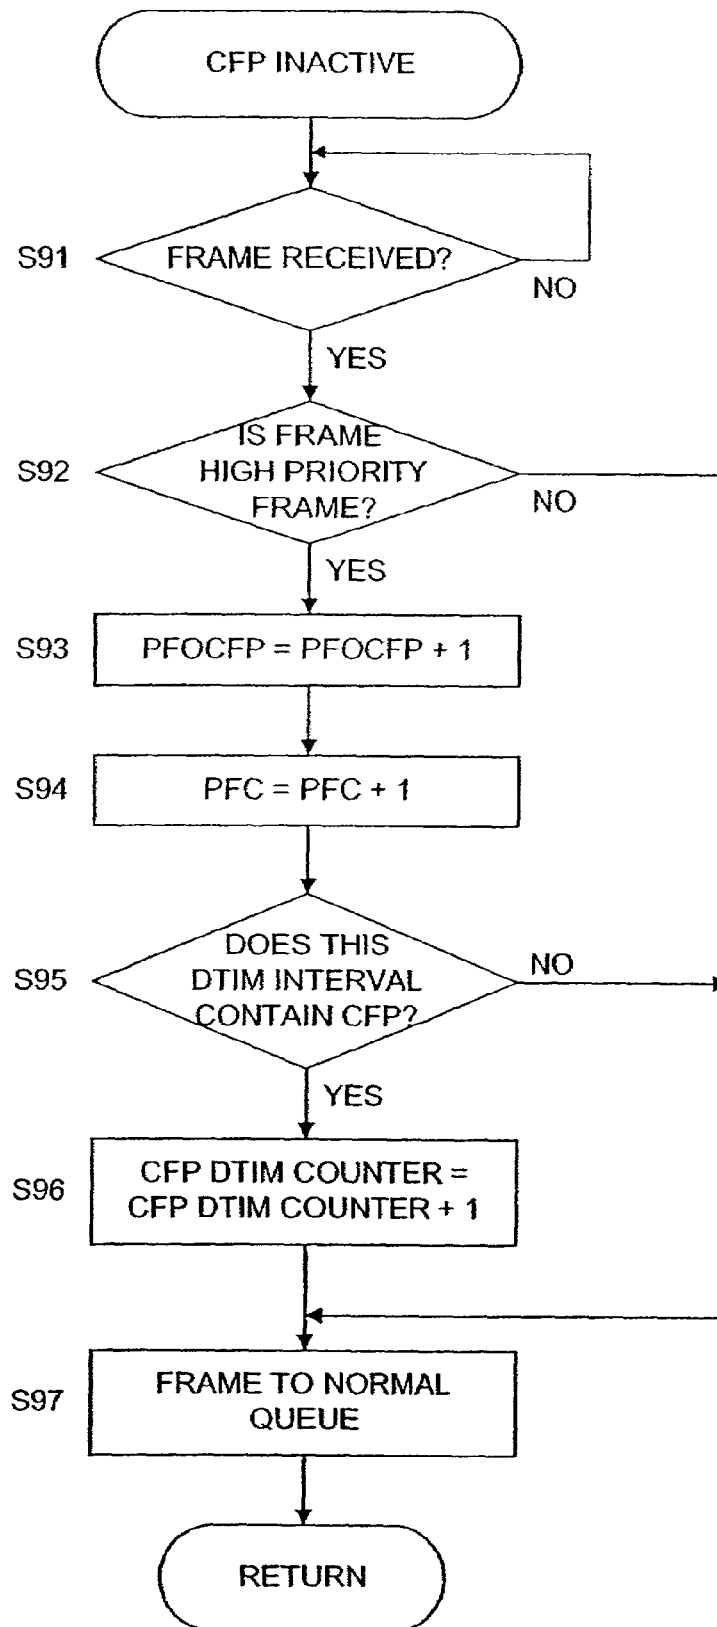 CFP INACTIVE
S91
FRAME RECEIVED?
NO
YES
S92
IS FRAME
HIGH PRIORITY
FRAME?
NO
YES
S93
PFOCFP = PFOCFP + 1
S94
PFC = PFC + 1
S95
DOES THIS
DTIM INTERVAL
CONTAIN CFP?
NO
YES
S96
CFP DTIM COUNTER =
CFP DTIM COUNTER + 1
S97
FRAME TO NORMAL
QUEUE
RETURN